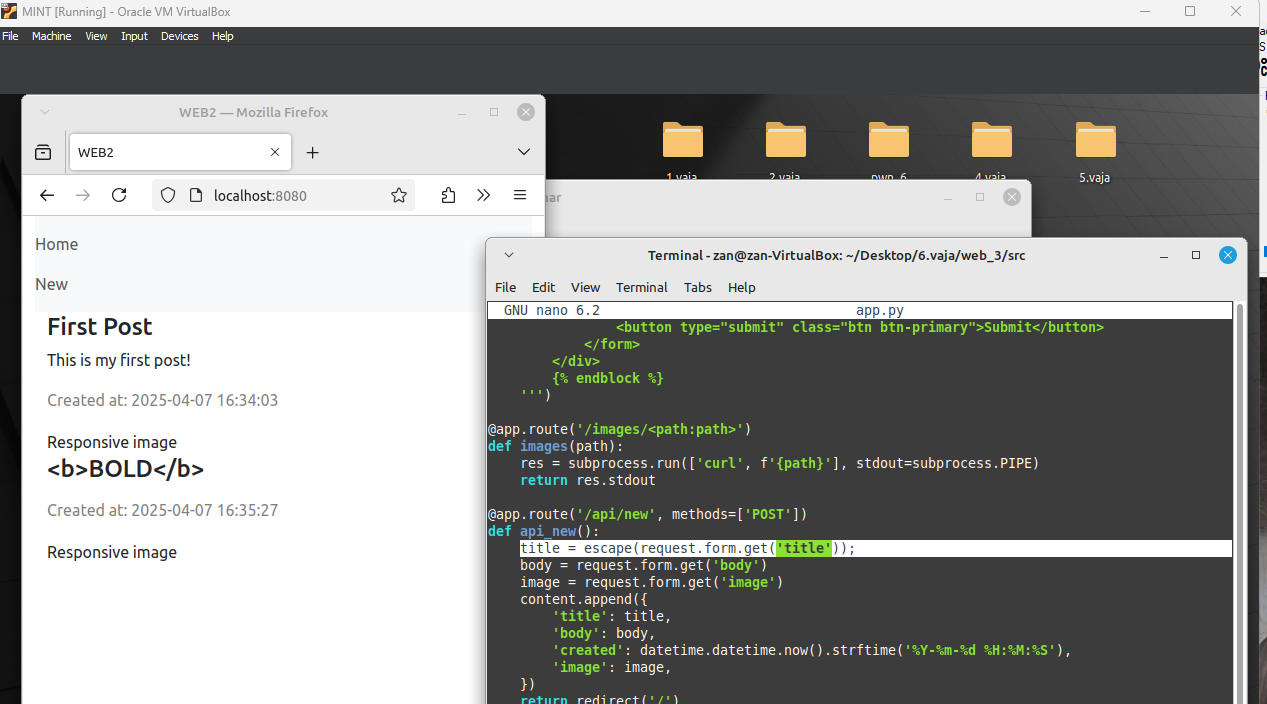 MINT [Running] - Oracle VM VirtualBox
File Machine View Input Devices Help
WEB2 — Mozilla Firefox
WEB2
localhost:8080
1.vaja
2.vaja
pwn_6
4.vaja
5.vaja
Home
New
First Post
This is my first post!
Created at: 2025-04-07 16:34:03
Responsive image
<b>BOLD</b>
Created at: 2025-04-07 16:35:27
Responsive image
Terminal - zan@zan-VirtualBox: ~/Desktop/6.vaja/web_3/src
File Edit View Terminal Tabs Help
GNU nano 6.2 app.py
<button type="submit" class="btn btn-primary">Submit</button>
</form>
</div>
{% endblock %}
''')
@app.route('/images/<path:path>')
def images(path):
res = subprocess.run(['curl', f'{path}'], stdout=subprocess.PIPE)
return res.stdout
@app.route('/api/new', methods=['POST'])
def api_new():
title = escape(request.form.get('title'));
body = request.form.get('body')
image = request.form.get('image')
content.append({
'title': title,
'body': body,
'created': datetime.datetime.now().strftime('%Y-%m-%d %H:%M:%S'),
'image': image,
})
return redirect('/')